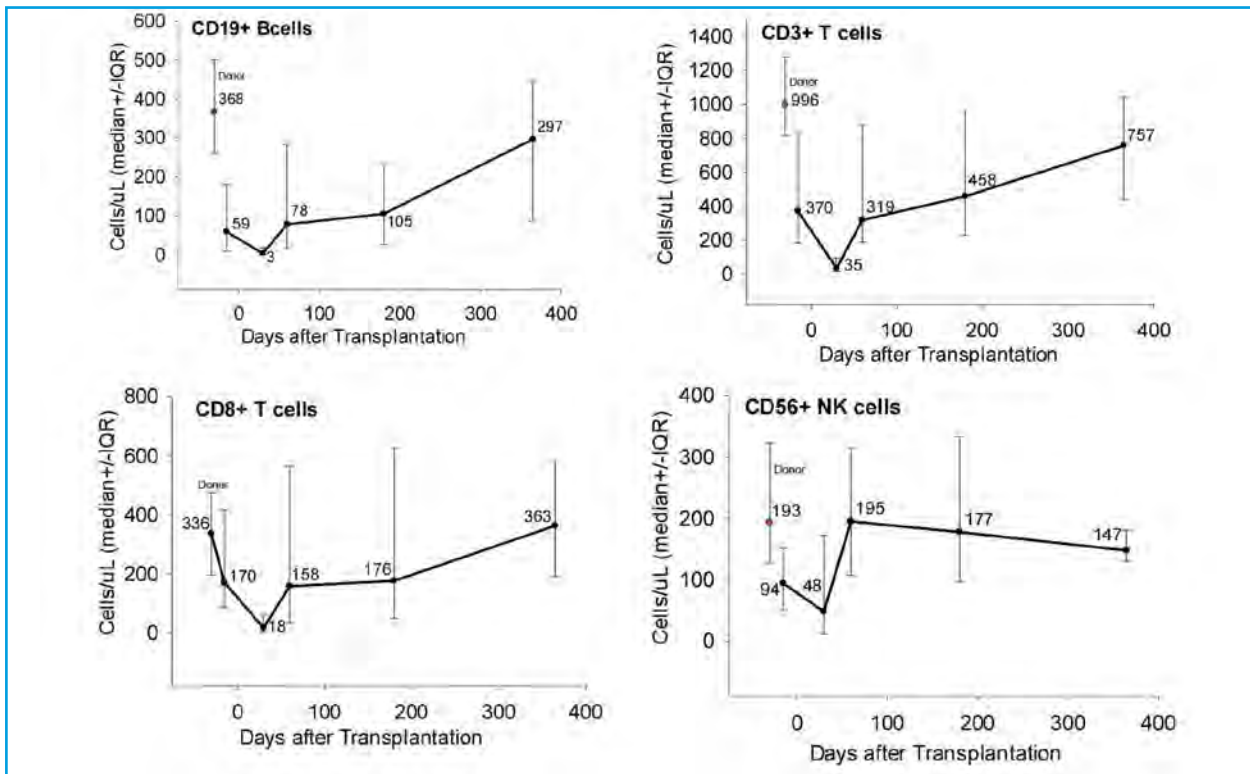 CD19+ Bcells
Cells/uL (median+/-IQR)
600
500
400
300
200
100
0
Donor
368
59
3
78
105
297
0 100 200 300 400
Days after Transplantation
CD3+ T cells
Cells/uL (median+/-IQR)
1400
1200
1000
800
600
400
200
0
Donor
996
370
35
319
458
757
0 100 200 300 400
Days after Transplantation
CD8+ T cells
Cells/uL (median+/-IQR)
800
600
400
200
0
Donor
336
170
18
158
176
363
0 100 200 300 400
Days after Transplantation
CD56+ NK cells
Cells/uL (median+/-IQR)
400
300
200
100
0
Donor
193
94
48
195
177
147
0 100 200 300 400
Days after Transplantation